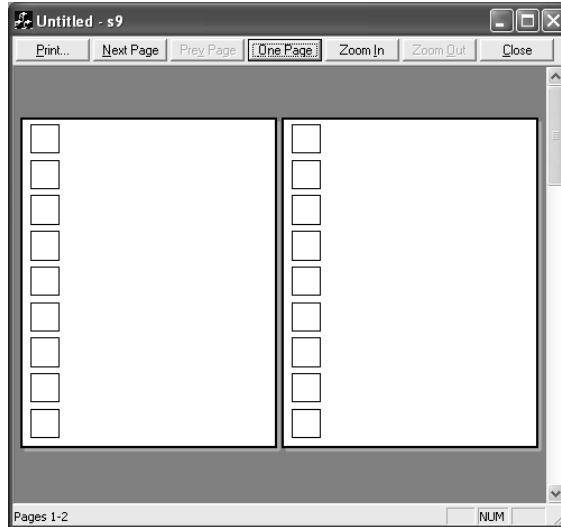 Untitled - s9
Print... Next Page Prev Page One Page Zoom In Zoom Out Close
Pages 1-2 NUM